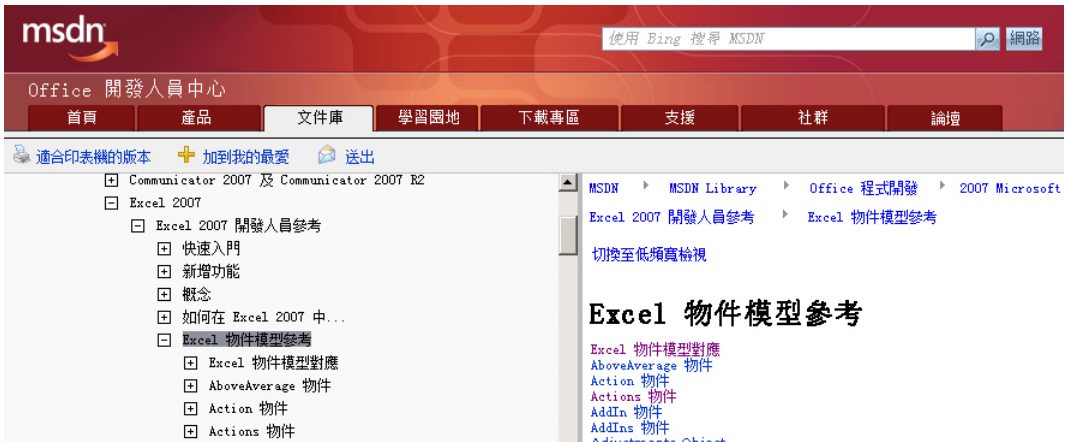 msdn
使用 Bing 搜尋 MSDN
網路
Office 開發人員中心
首頁 產品 文件庫 學習園地 下載專區 支援 社群 論壇
適合印表機的版本 加到我的最愛 送出
Communicator 2007 及 Communicator 2007 R2
Excel 2007
Excel 2007 開發人員參考
快速入門
新增功能
概念
如何在 Excel 2007 中...
Excel 物件模型參考
Excel 物件模型對應
AboveAverage 物件
Action 物件
Actions 物件
MSDN MSDN Library Office 程式開發 2007 Microsoft
Excel 2007 開發人員參考 Excel 物件模型參考
切換至低頻寬檢視
Excel 物件模型參考
Excel 物件模型對應
AboveAverage 物件
Action 物件
Actions 物件
AddIn 物件
AddIns 物件
Adjustments Object